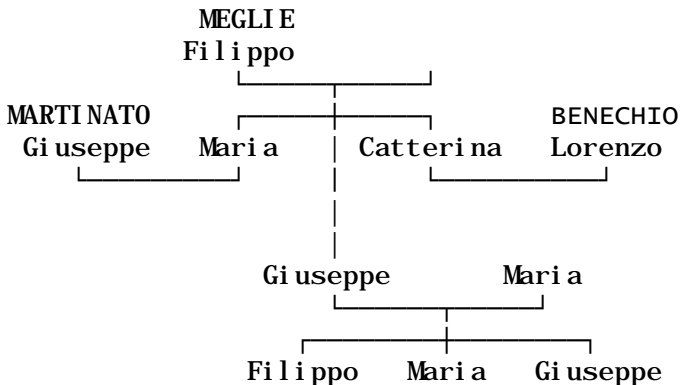 MEGLIE
Filippo
MARTINATO BENECHIO
Giuseppe Maria Catterina Lorenzo
Giuseppe Maria
Filippo Maria Giuseppe